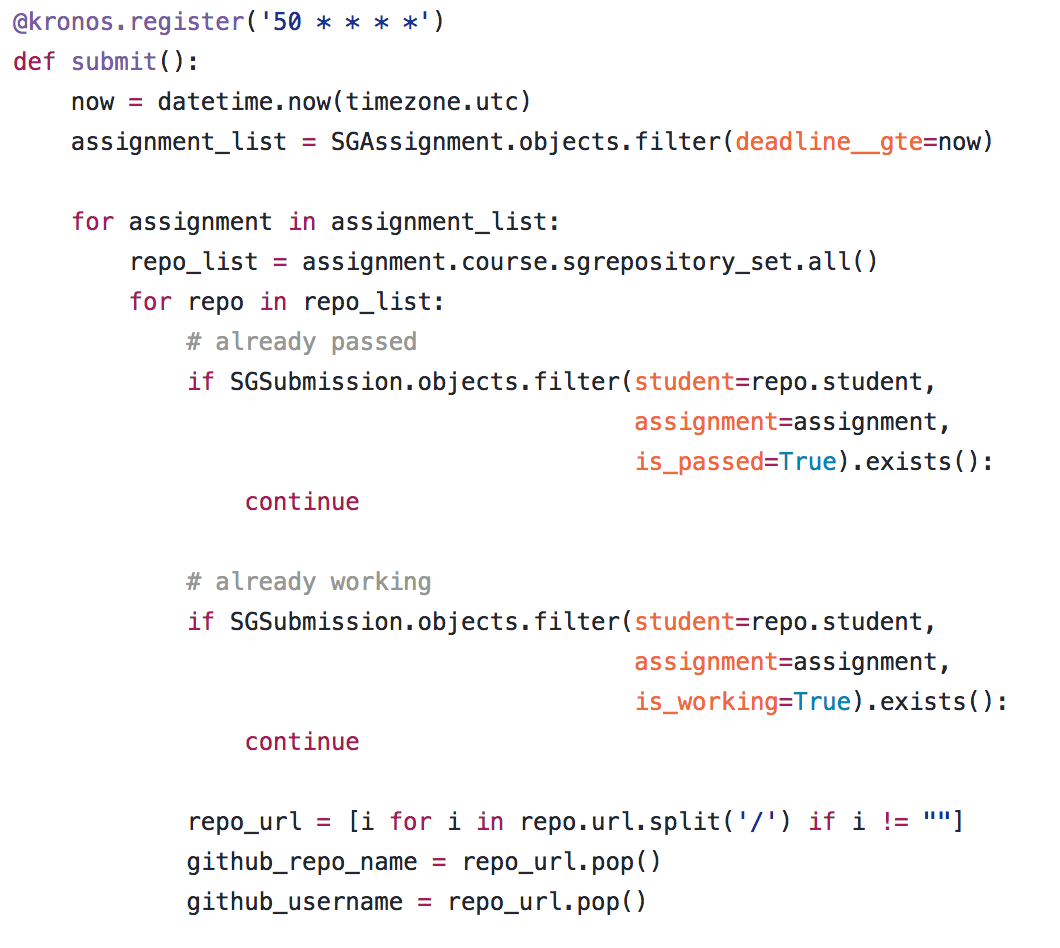 @kronos.register('50 * * * *')
def submit():
    now = datetime.now(timezone.utc)
    assignment_list = SGAssignment.objects.filter(deadline__gte=now)

    for assignment in assignment_list:
        repo_list = assignment.course.sgrepository_set.all()
        for repo in repo_list:
            # already passed
            if SGSubmission.objects.filter(student=repo.student,
                                           assignment=assignment,
                                           is_passed=True).exists():
                continue

            # already working
            if SGSubmission.objects.filter(student=repo.student,
                                           assignment=assignment,
                                           is_working=True).exists():
                continue

            repo_url = [i for i in repo.url.split('/') if i != ""]
            github_repo_name = repo_url.pop()
            github_username = repo_url.pop()